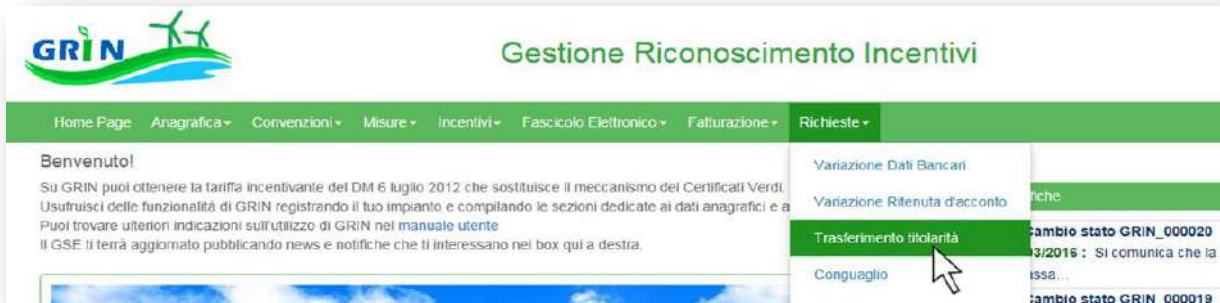 GRIN
Gestione Riconoscimento Incentivi
Home Page Anagrafica Convenzioni Misure Incentivi Fascicolo Elettronico Fatturazione Richieste
Benvenuto!
Su GRIN puoi ottenere la tariffa incentivante del DM 6 luglio 2012 che sostituisce il meccanismo dei Certificati Verdi.
Usufruisci delle funzionalità di GRIN registrando il tuo impianto e compilando le sezioni dedicate ai dati anagrafici e a
Puoi trovare ulteriori indicazioni sull'utilizzo di GRIN nel manuale utente
Il GSE ti terrà aggiornato pubblicando news e notifiche che ti interessano nei box qui a destra.
Variazione Dati Bancari
Variazione Ritenuta d'acconto
Trasferimento titolarità
Conguaglio
fiche
Cambio stato GRIN_000020
3/2016 : Si comunica che la
ssa...
Cambio stato GRIN_000019